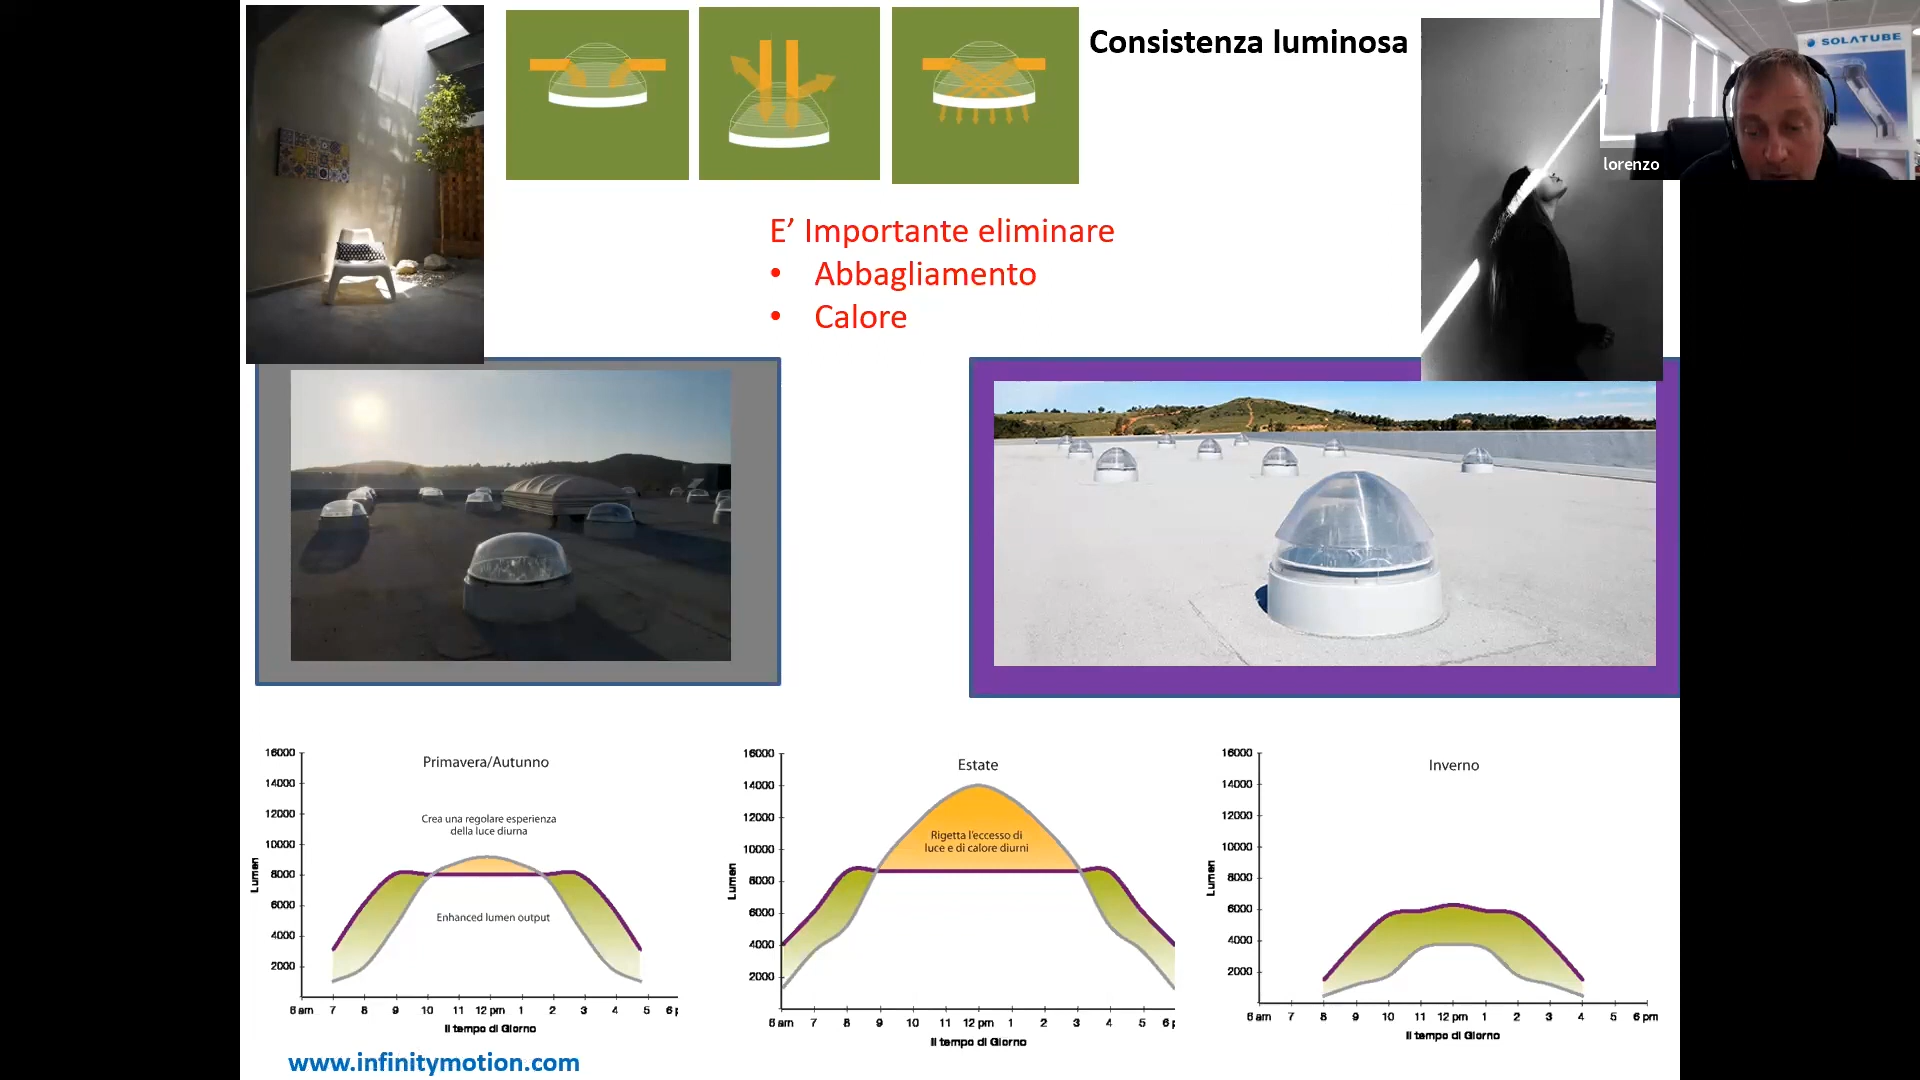 Consistenza luminosa
SOLATUBE
lorenzo
E’ Importante eliminare
• Abbagliamento
• Calore
Primavera/Autunno
Crea una regolare esperienza
della luce diurna
Enhanced lumen output
Lumen
16000
14000
12000
10000
8000
6000
4000
2000
6 am 7 8 9 10 11 12 pm 1 2 3 4 5 6 p
Il tempo di Giorno
Estate
Rigetta l’eccesso di
luce e di calore diurni
Lumen
16000
14000
12000
10000
8000
6000
4000
2000
6 am 7 8 9 10 11 12 pm 1 2 3 4 5 6 p
Il tempo di Giorno
Inverno
Lumen
16000
14000
12000
10000
8000
6000
4000
2000
6 am 7 8 9 10 11 12 pm 1 2 3 4 5 6 pm
Il tempo di Giorno
www.infinitymotion.com